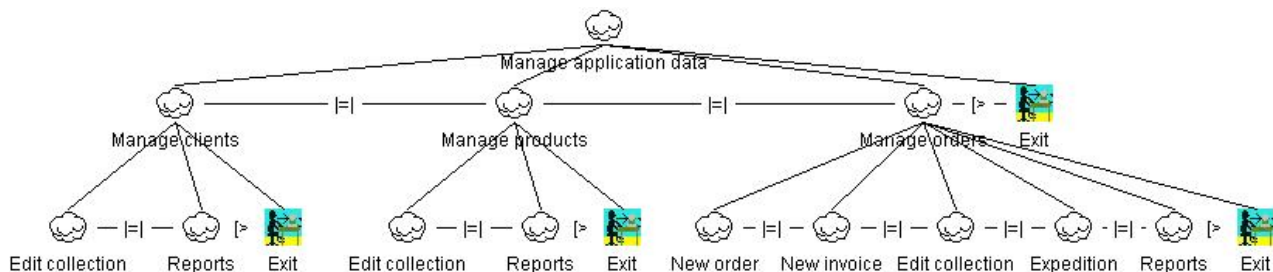 Manage application data
|=| |=| [>
Manage clients Manage products Manage orders Exit
|=| [> |=| [> |=| |=| |=| |=| [>
Edit collection Reports Exit Edit collection Reports Exit New order New invoice Edit collection Expedition Reports Exit